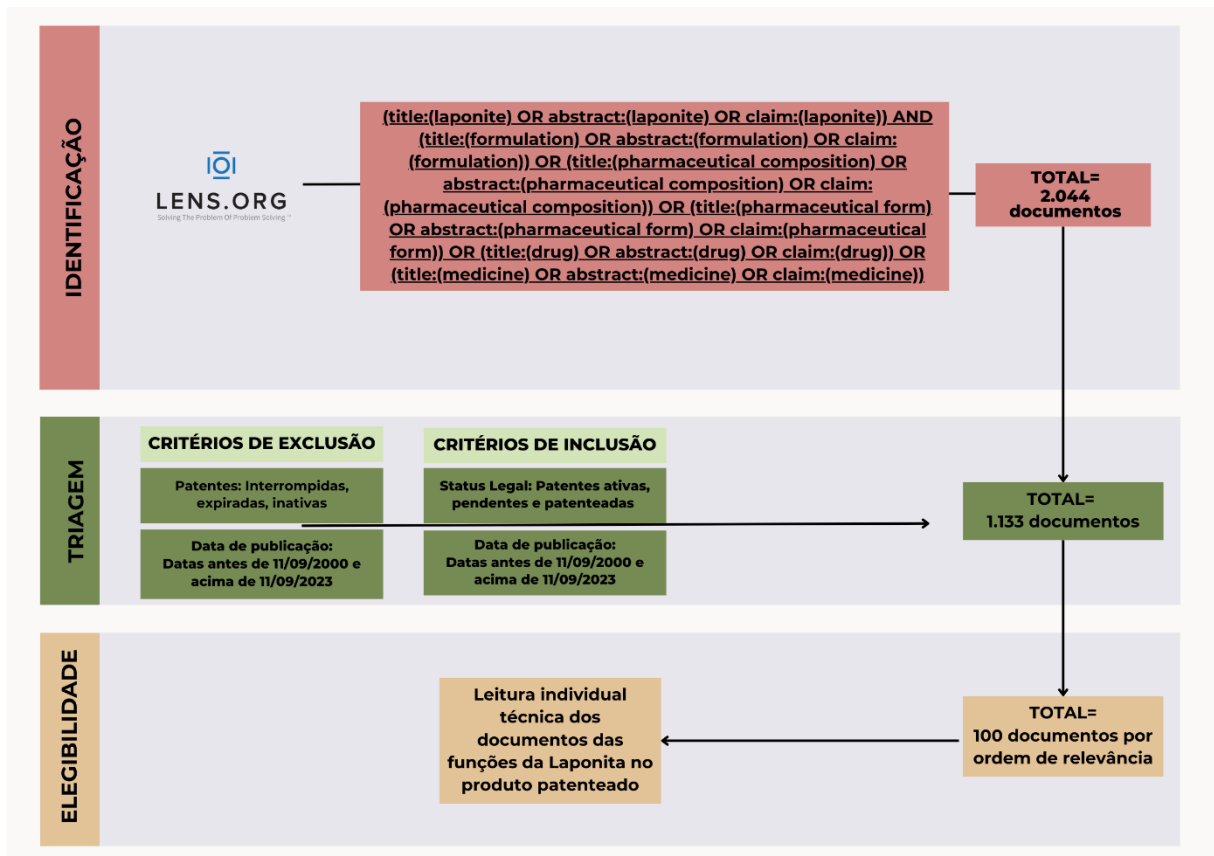 IDENTIFICAÇÃO
LENS.ORG
Solving The Problem Of Problem Solving ™
(title:(laponite) OR abstract:(laponite) OR claim:(laponite)) AND
(title:(formulation) OR abstract:(formulation) OR claim:
(formulation)) OR (title:(pharmaceutical composition) OR
abstract:(pharmaceutical composition) OR claim:
(pharmaceutical composition)) OR (title:(pharmaceutical form)
OR abstract:(pharmaceutical form) OR claim:(pharmaceutical
form)) OR (title:(drug) OR abstract:(drug) OR claim:(drug)) OR
(title:(medicine) OR abstract:(medicine) OR claim:(medicine))
TOTAL=
2.044
documentos
TRIAGEM
CRITÉRIOS DE EXCLUSÃO
Patentes: Interrompidas,
expiradas, inativas
Data de publicação:
Datas antes de 11/09/2000 e
acima de 11/09/2023
CRITÉRIOS DE INCLUSÃO
Status Legal: Patentes ativas,
pendentes e patenteadas
Data de publicação:
Datas antes de 11/09/2000 e
acima de 11/09/2023
TOTAL=
1.133 documentos
ELEGIBILIDADE
Leitura individual
técnica dos
documentos das
funções da Laponita no
produto patenteado
TOTAL=
100 documentos por
ordem de relevância